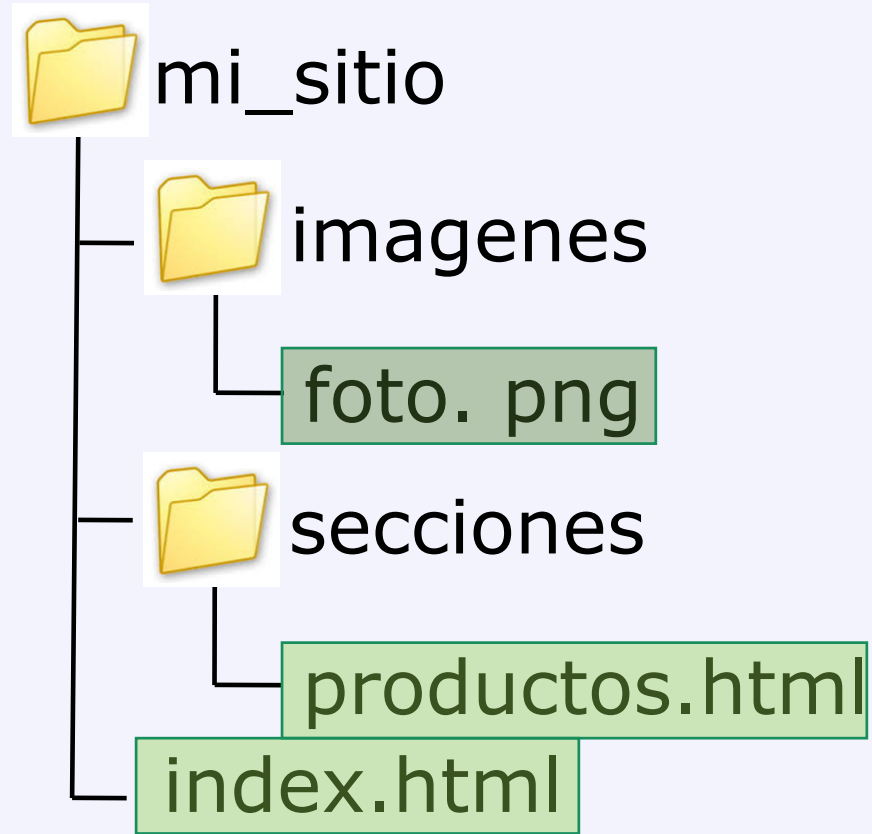 mi_sitio
imagenes
foto. png
secciones
productos.html
index.html